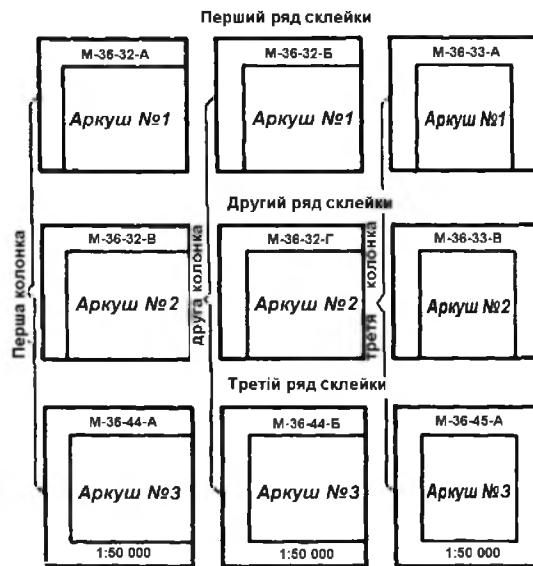 Перший ряд склейки
М-36-32-А
М-36-32-Б
М-36-33-А
Аркуш №1
Аркуш №1
Аркуш №1
Другий ряд склейки
Перша колонка
друга колонка
третя колонка
М-36-32-В
М-36-32-Г
М-36-33-В
Аркуш №2
Аркуш №2
Аркуш №2
Третій ряд склейки
М-36-44-А
М-36-44-Б
М-36-45-А
Аркуш №3
Аркуш №3
Аркуш №3
1:50 000
1:50 000
1:50 000